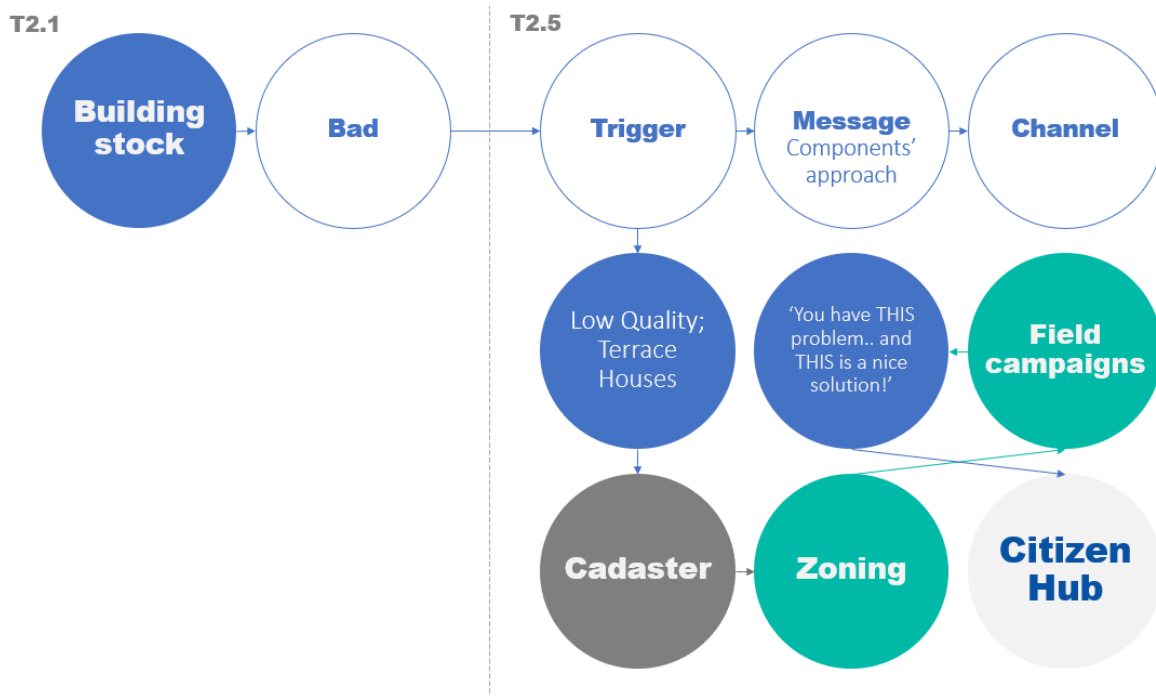 T2.1
T2.5
Building
stock
Bad
Trigger
Message
Components’
approach
Channel
Low Quality;
Terrace
Houses
‘You have THIS
problem.. and
THIS is a nice
solution!’
Field
campaigns
Cadaster
Zoning
Citizen
Hub